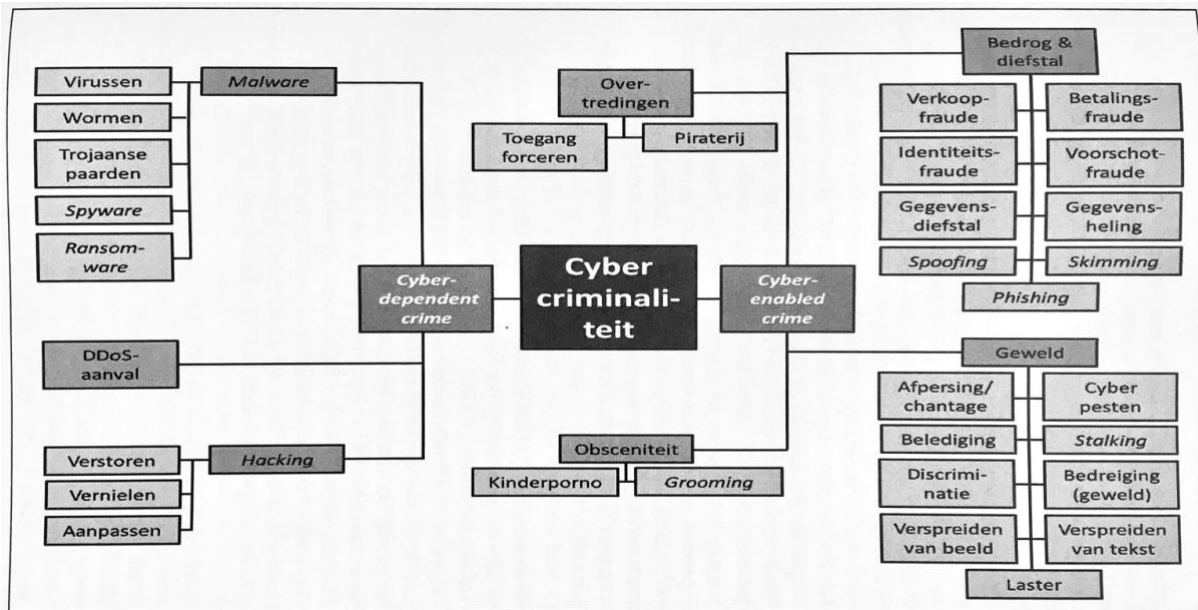 Virussen
Malware
Wormen
Trojaanse
paarden
Spyware
Ransom-
ware
Cyber-
dependent
crime
DDoS-
aanval
Verstoren
Hacking
Vernielen
Aanpassen
Cyber
criminali-
teit
Over-
tredingen
Toegang
forceren
Piraterij
Cyber-
enabled
crime
Obsceniteit
Kinderporno
Grooming
Bedrog &
diefstal
Verkoop-
fraude
Betalings-
fraude
Identiteits-
fraude
Voorschot-
fraude
Gegevens-
diefstal
Gegevens-
heling
Spoofing
Skimming
Phishing
Geweld
Afpersing/
chantage
Cyber
pesten
Belediging
Stalking
Discrimi-
natie
Bedreiging
(geweld)
Verspreiden
van beeld
Verspreiden
van tekst
Laster